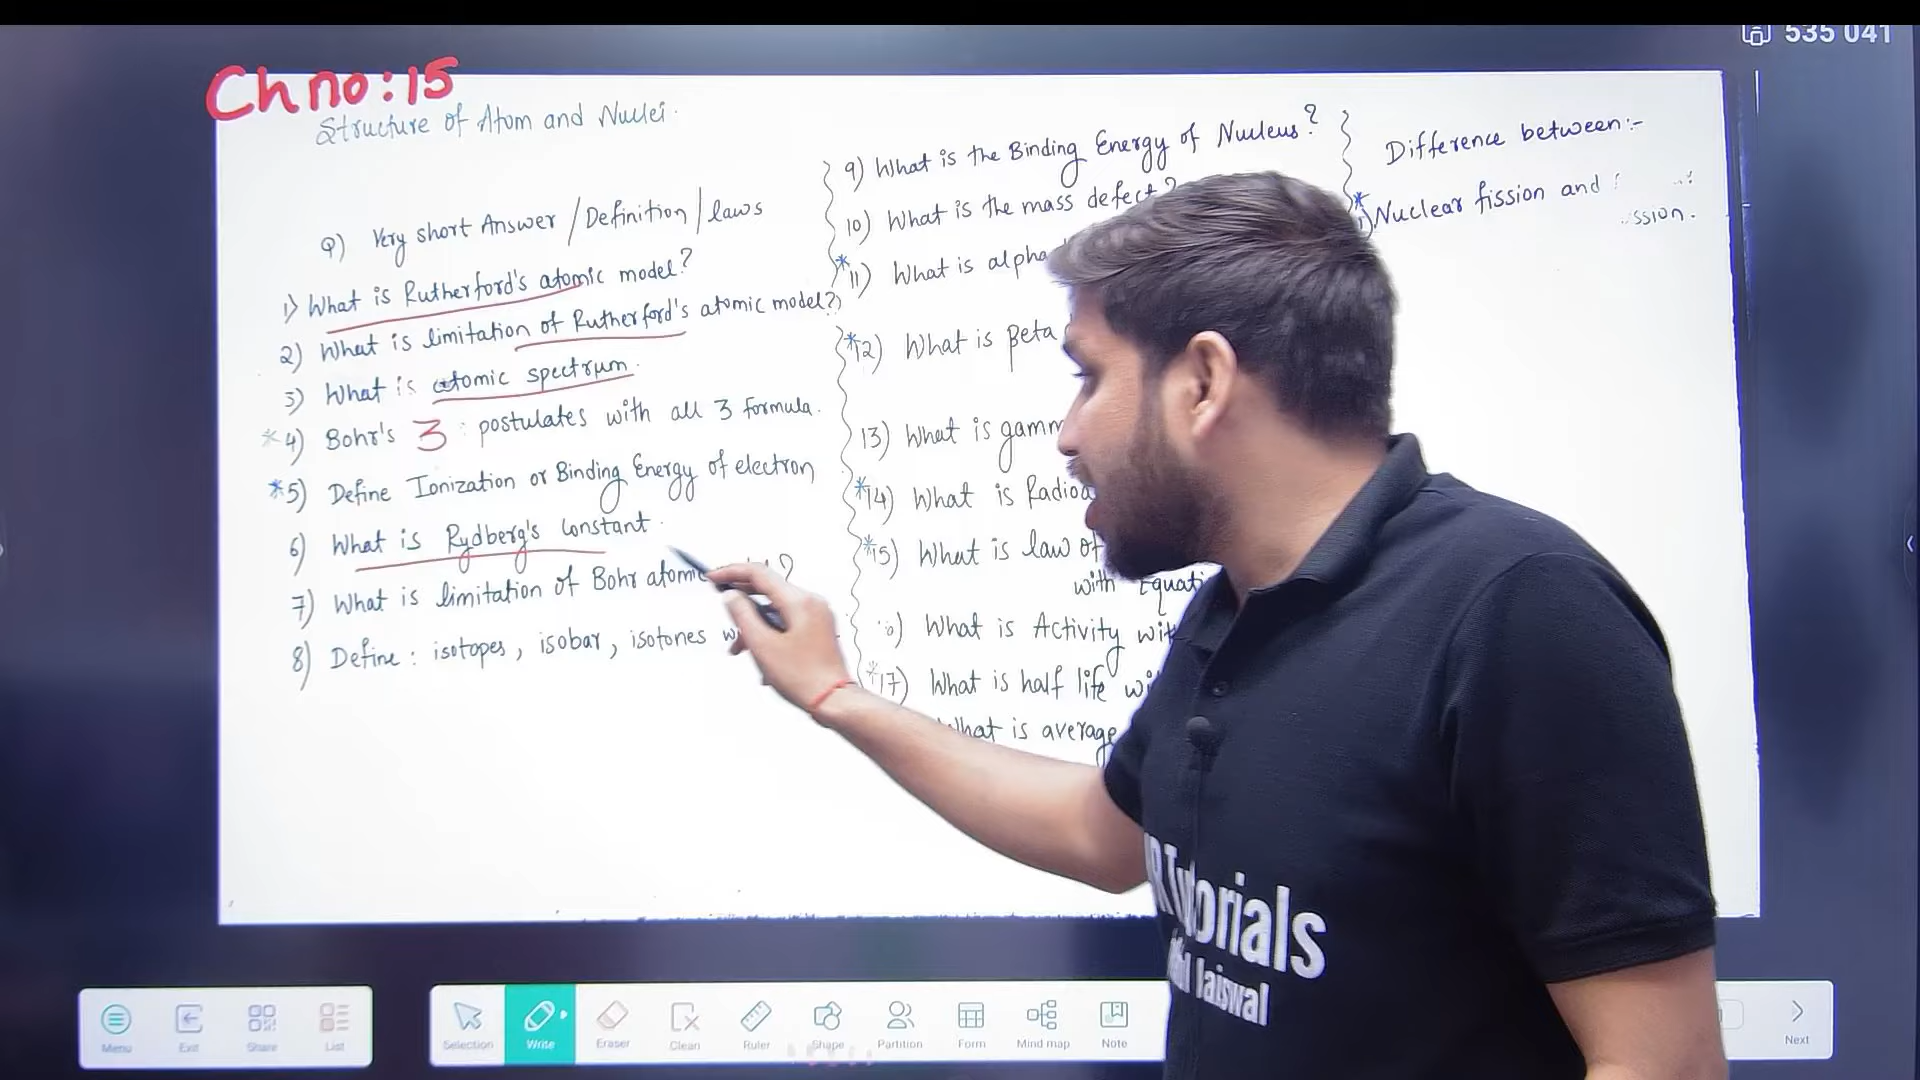 535 041
Ch no: 15
Structure of Atom and Nuclei.
Q) Very short Answer / Definition / laws
1) What is Rutherford's atomic model?
2) What is limitation of Rutherford's atomic model?
3) What is atomic spectrum.
*4) Bohr's 3 postulates with all 3 formula.
*5) Define Ionization or Binding Energy of electron
6) What is Rydberg's constant.
7) What is limitation of Bohr atomic ?
8) Define: isotopes, isobar, isotones
9) What is the Binding Energy of Nucleus?
10) What is the mass defect?
*11) What is alpha
*12) What is Beta
13) What is
*14) What is
*15) What is law of
with
What is Activity
*17) What is half life
What is average
Difference between:-
*1) Nuclear fission and
Tutorials
Menu
Exit
Share
List
Selection
Write
Eraser
Clean
Ruler
Shape
Partition
Form
Mind map
Note
Next